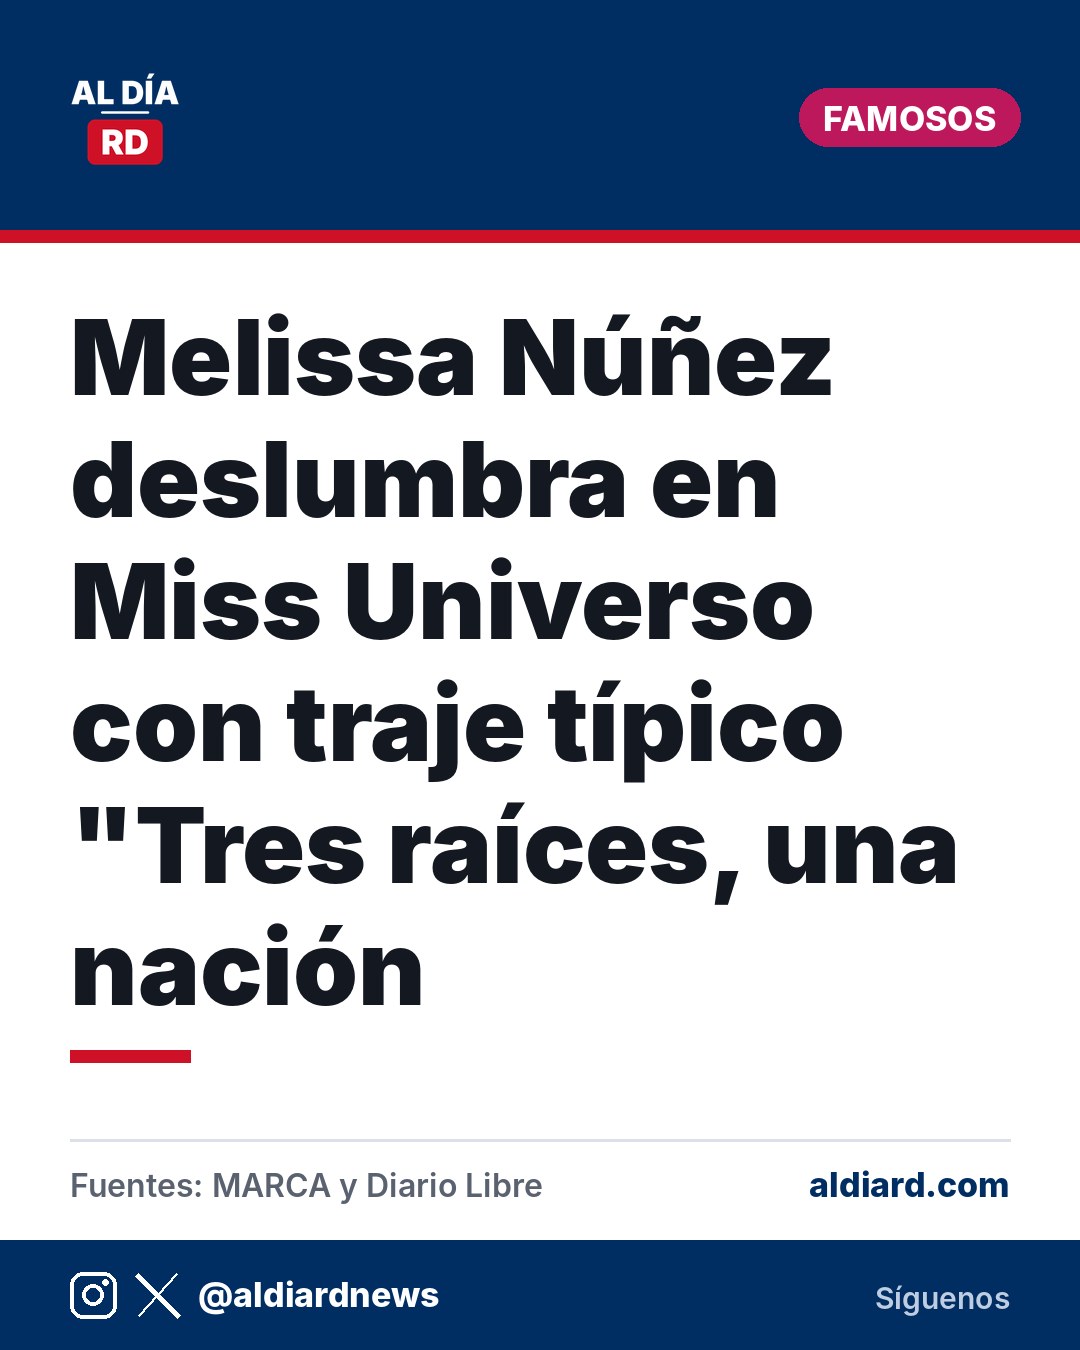 AL DÍA
RD
FAMOSOS
Melissa Núñez
deslumbra en
Miss Universo
con traje típico
"Tres raíces, una
nación
Fuentes: MARCA y Diario Libre
aldiard.com
@aldiardnews
Síguenos